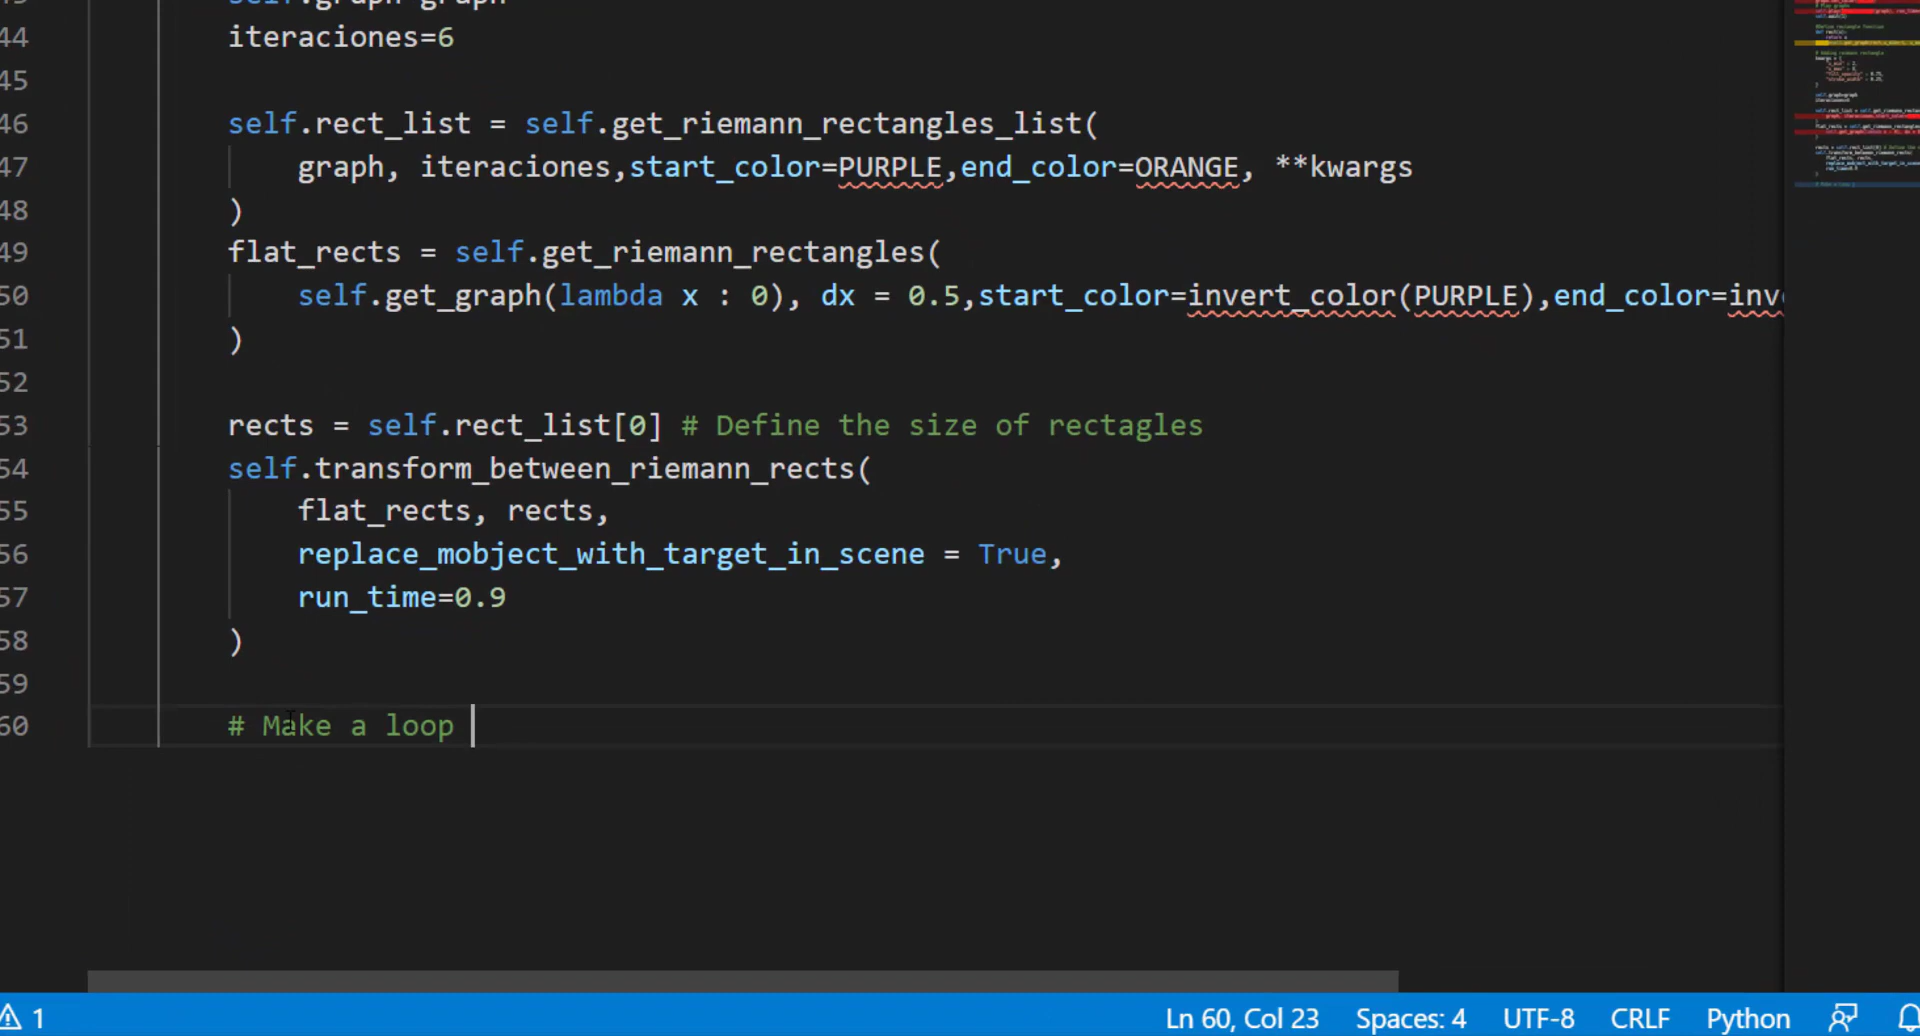 self.graph=graph
44 iteraciones=6
45
46 self.rect_list = self.get_riemann_rectangles_list(
47 graph, iteraciones,start_color=PURPLE,end_color=ORANGE, **kwargs
48 )
49 flat_rects = self.get_riemann_rectangles(
50 self.get_graph(lambda x : 0), dx = 0.5,start_color=invert_color(PURPLE),end_color=inv
51 )
52
53 rects = self.rect_list[0] # Define the size of rectagles
54 self.transform_between_riemann_rects(
55 flat_rects, rects,
56 replace_mobject_with_target_in_scene = True,
57 run_time=0.9
58 )
59
60 # Make a loop
1 Ln 60, Col 23 Spaces: 4 UTF-8 CRLF Python